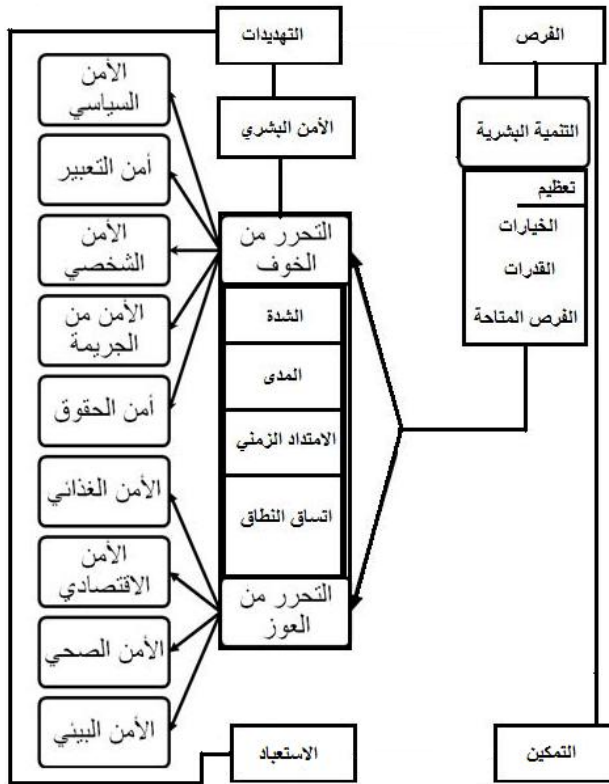 الفرص
التهديدات
التنمية البشرية
الأمن البشري
تعظيم
الخيارات
القدرات
الفرص المتاحة
التحرر من
الخوف
الشدة
المدى
الامتداد الزمني
اتساق النطاق
التحرر من
العوز
الأمن
السياسي
أمن التعبير
الأمن
الشخصي
الأمن من
الجريمة
أمن الحقوق
الأمن الغذائي
الأمن
الاقتصادي
الأمن الصحي
الأمن البيئي
التمكين
الاستعباد